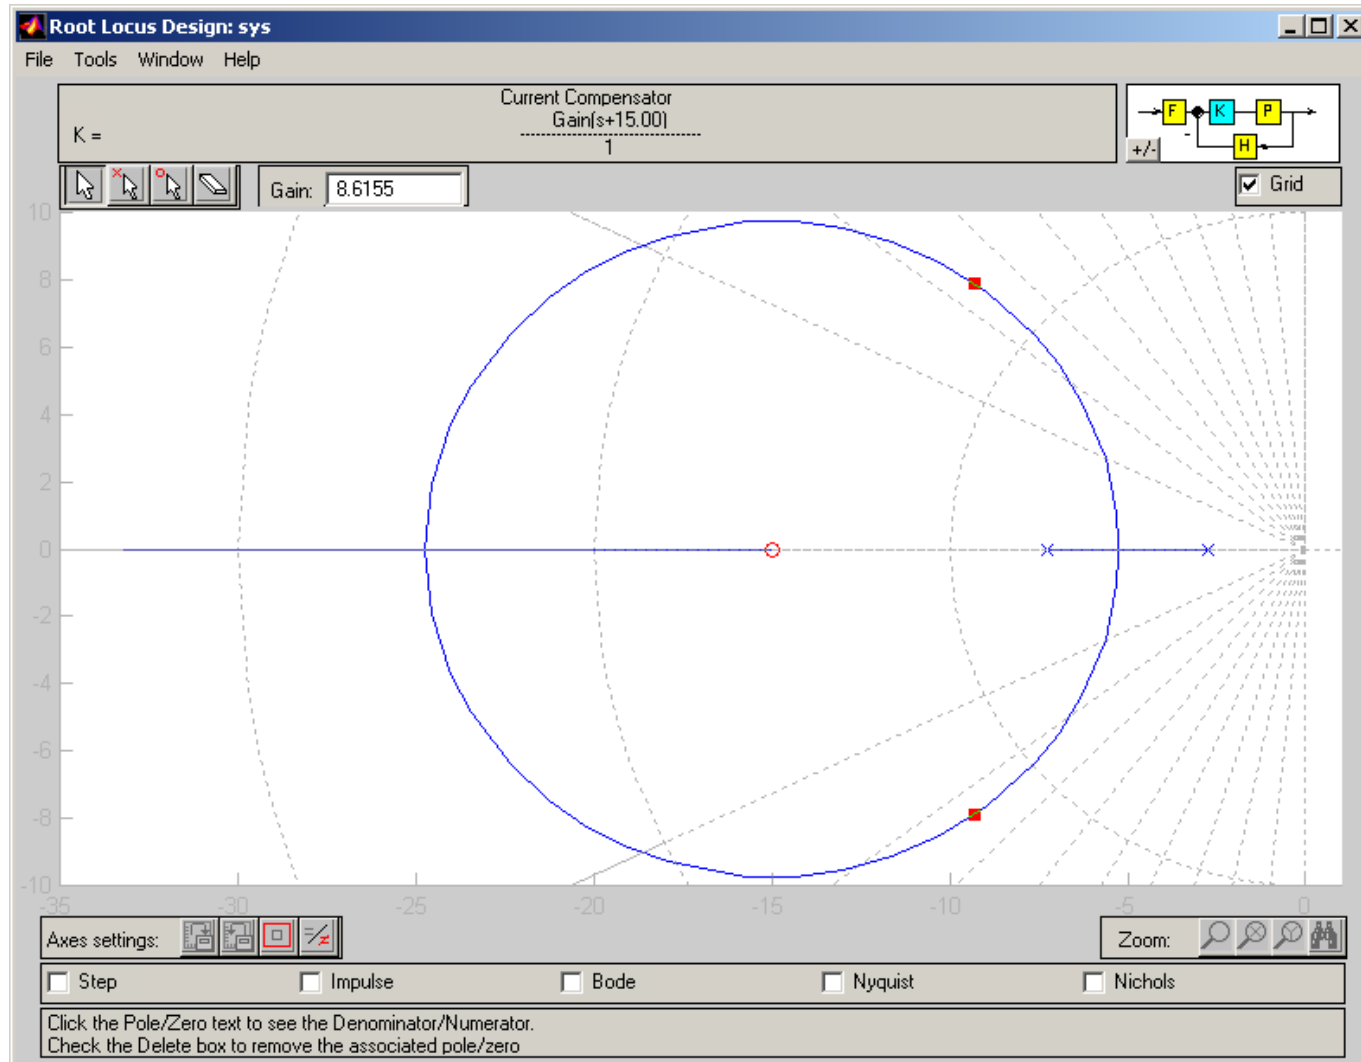 Root Locus Design: sys
File Tools Window Help
Current Compensator
Gain(s+15.00)
K = -----------------------
1
F K P
- H
+/-
Gain: 8.6155
Grid
10
8
6
4
2
0
-2
-4
-6
-8
-10
-35 -30 -25 -20 -15 -10 -5 0
Axes settings:
Zoom:
Step Impulse Bode Nyquist Nichols
Click the Pole/Zero text to see the Denominator/Numerator.
Check the Delete box to remove the associated pole/zero